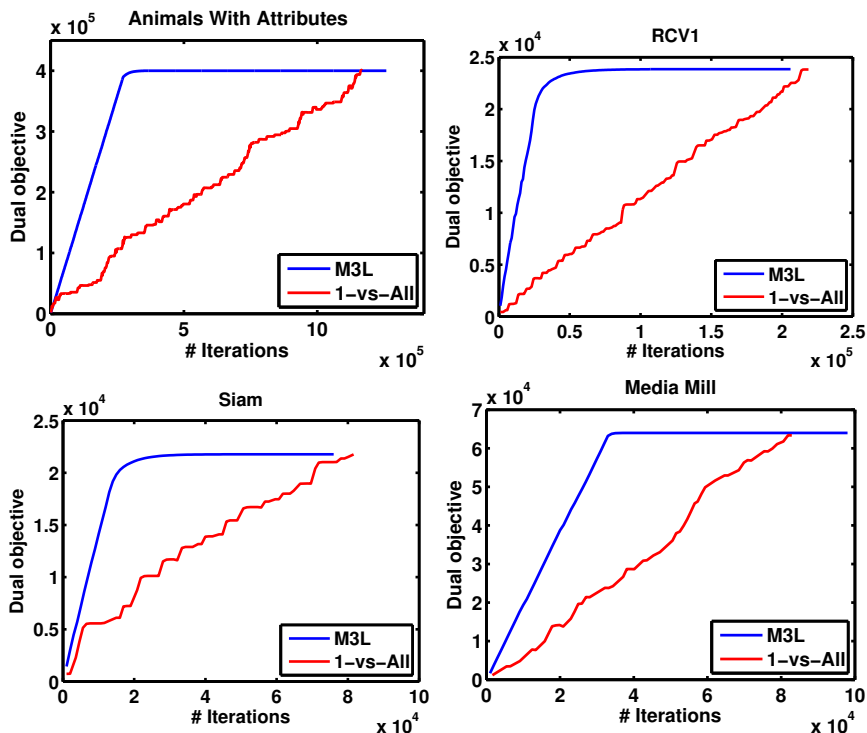 Animals With Attributes
x 10^5
4
3
2
1
0
0
5
10
x 10^5
Dual objective
# Iterations
M3L
1-vs-All
RCV1
x 10^4
2.5
2
1.5
1
0.5
0
0
0.5
1
1.5
2
2.5
x 10^5
Dual objective
# Iterations
M3L
1-vs-All
Siam
x 10^4
2.5
2
1.5
1
0.5
0
0
2
4
6
8
10
x 10^4
Dual objective
# Iterations
M3L
1-vs-All
Media Mill
x 10^4
7
6
5
4
3
2
1
0
0
2
4
6
8
10
x 10^4
Dual objective
# Iterations
M3L
1-vs-All